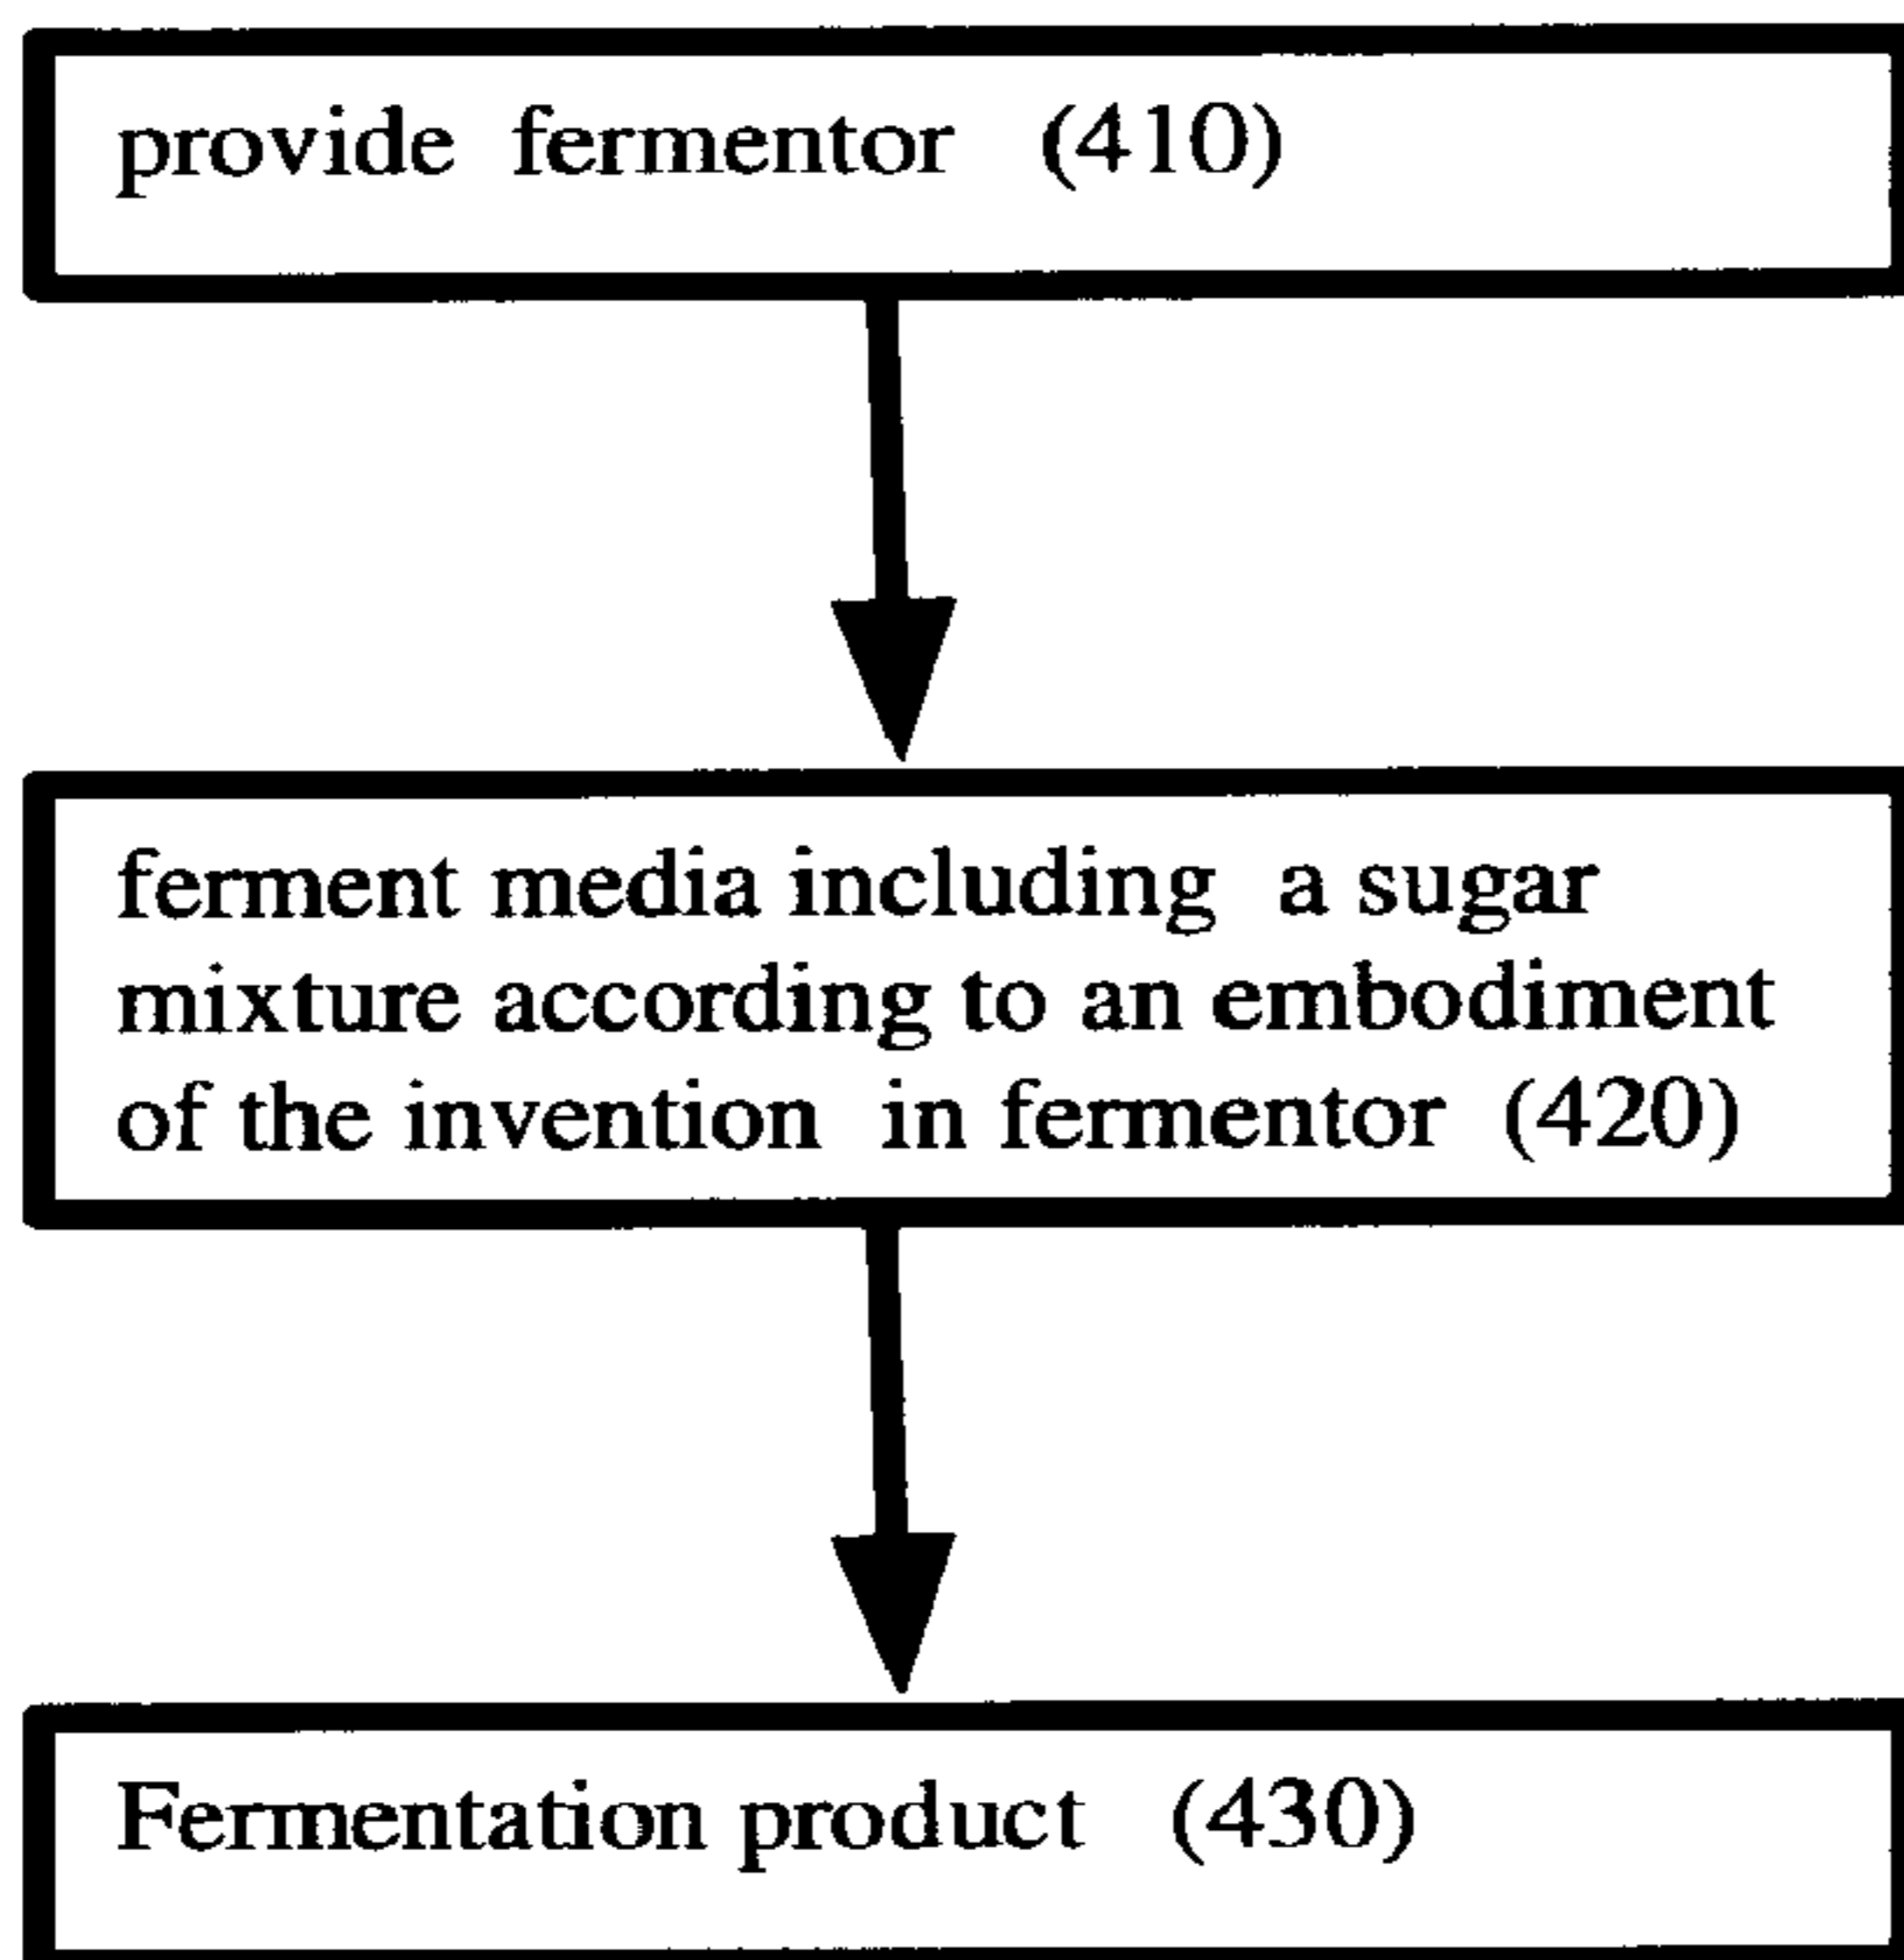 provide fermentor (410)
ferment media including a sugar
mixture according to an embodiment
of the invention in fermentor (420)
Fermentation product (430)